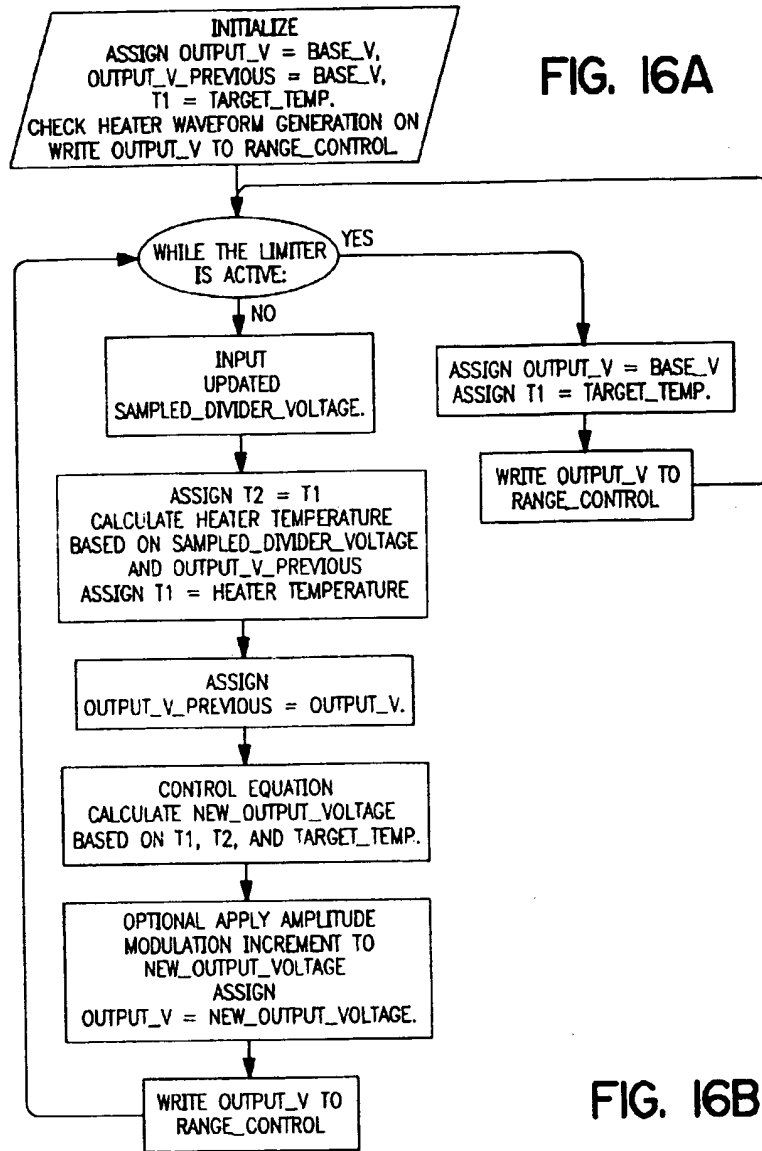 INITIALIZE
ASSIGN OUTPUT_V = BASE_V,
OUTPUT_V_PREVIOUS = BASE_V,
T1 = TARGET_TEMP.
CHECK HEATER WAVEFORM GENERATION ON
WRITE OUTPUT_V TO RANGE_CONTROL
FIG. 16A
WHILE THE LIMITER
IS ACTIVE:
YES
NO
INPUT
UPDATED
SAMPLED_DIVIDER_VOLTAGE.
ASSIGN OUTPUT_V = BASE_V
ASSIGN T1 = TARGET_TEMP.
WRITE OUTPUT_V TO
RANGE_CONTROL
ASSIGN T2 = T1
CALCULATE HEATER TEMPERATURE
BASED ON SAMPLED_DIVIDER_VOLTAGE
AND OUTPUT_V_PREVIOUS
ASSIGN T1 = HEATER TEMPERATURE
ASSIGN
OUTPUT_V_PREVIOUS = OUTPUT_V.
CONTROL EQUATION
CALCULATE NEW_OUTPUT_VOLTAGE
BASED ON T1, T2, AND TARGET_TEMP.
OPTIONAL APPLY AMPLITUDE
MODULATION INCREMENT TO
NEW_OUTPUT_VOLTAGE
ASSIGN
OUTPUT_V = NEW_OUTPUT_VOLTAGE.
WRITE OUTPUT_V TO
RANGE_CONTROL
FIG. 16B